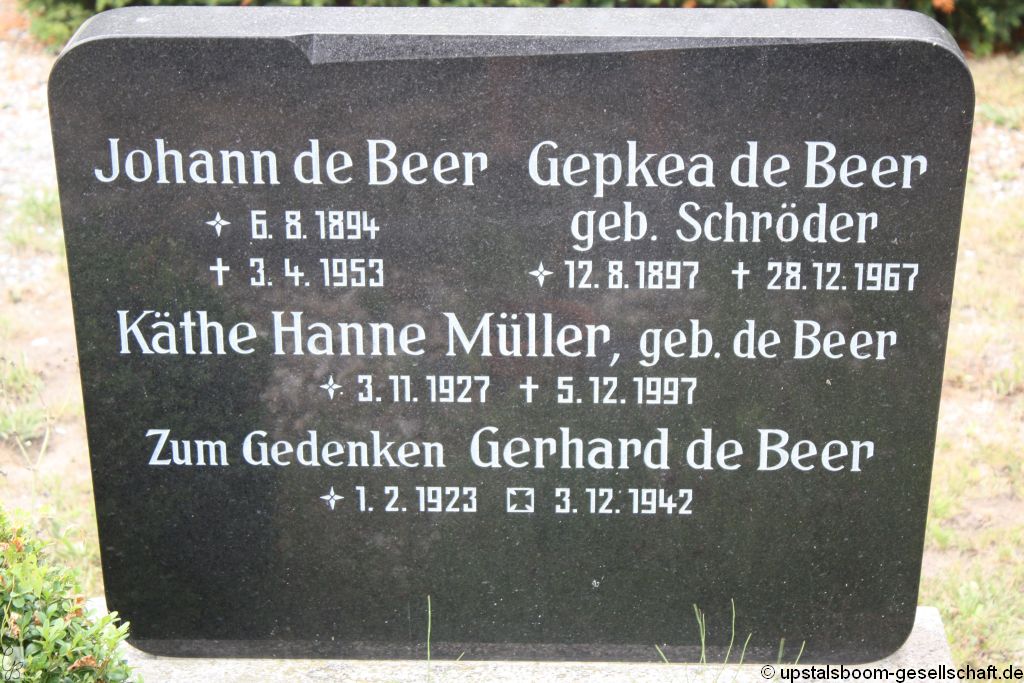 Johann de Beer
✦ 6. 8. 1894
✝ 3. 4. 1953
Gepkea de Beer
geb. Schröder
✦ 12. 8. 1897 ✝ 28. 12. 1967
Käthe Hanne Müller, geb. de Beer
✦ 3. 11. 1927 ✝ 5. 12. 1997
Zum Gedenken Gerhard de Beer
✦ 1. 2. 1923 ✠ 3. 12. 1942
© upstalsboom-gesellschaft.de